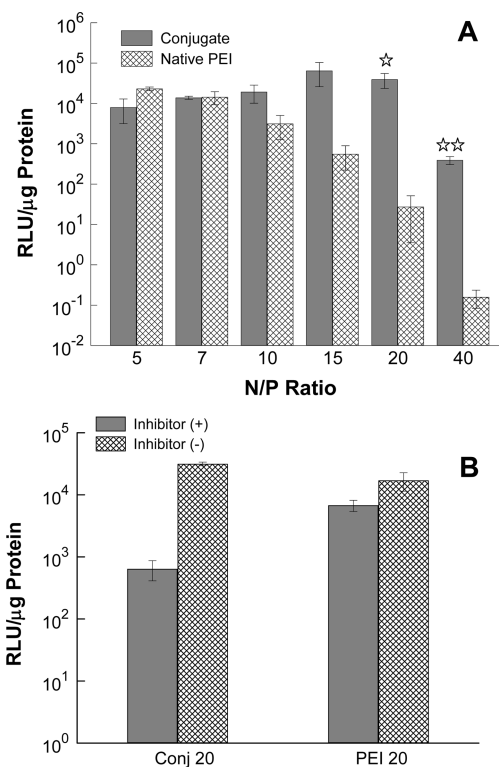 A
Conjugate
Native PEI
RLU/μg Protein
10^6
10^5
10^4
10^3
10^2
10^1
10^0
10^-1
10^-2
5 7 10 15 20 40
N/P Ratio
Inhibitor (+)
Inhibitor (-)
B
RLU/μg Protein
10^5
10^4
10^3
10^2
10^1
10^0
Conj 20 PEI 20